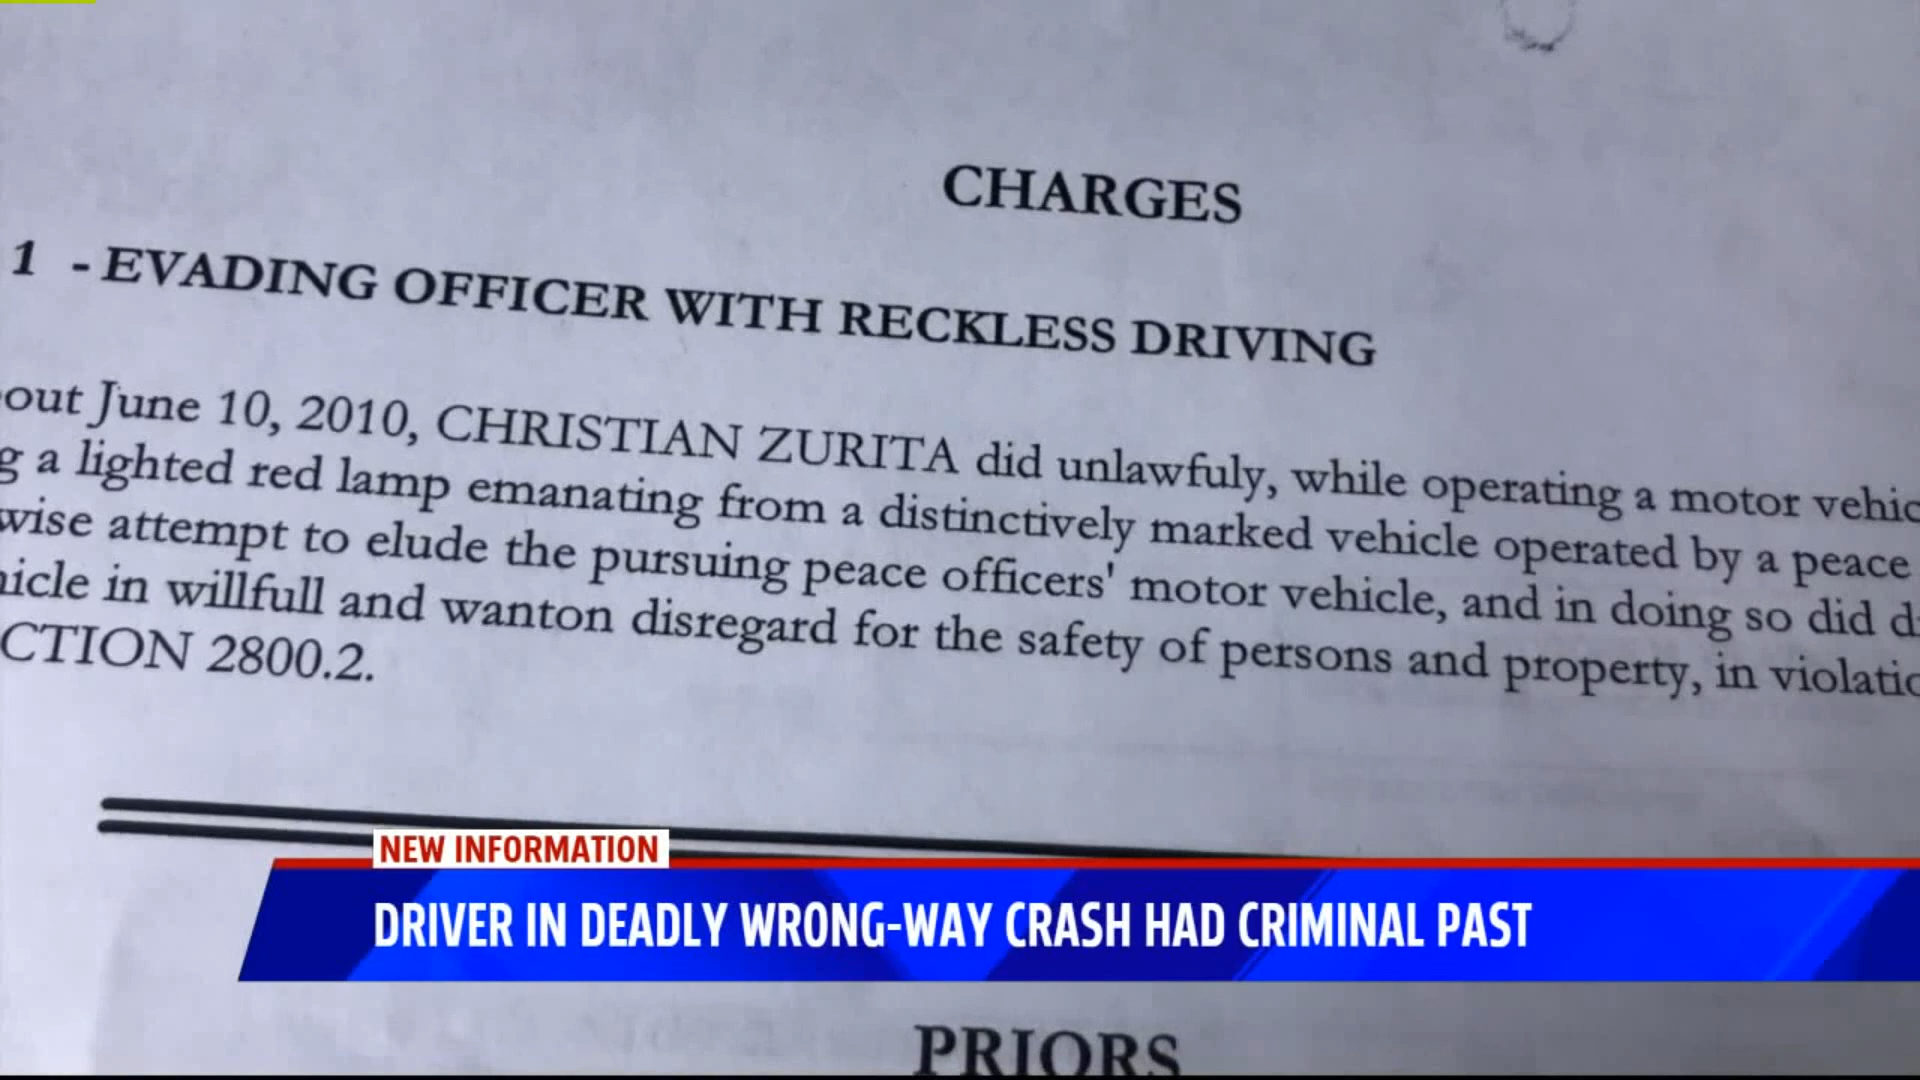 CHARGES
1 - EVADING OFFICER WITH RECKLESS DRIVING
out June 10, 2010, CHRISTIAN ZURITA did unlawfuly, while operating a motor vehic
g a lighted red lamp emanating from a distinctively marked vehicle operated by a peace
wise attempt to elude the pursuing peace officers' motor vehicle, and in doing so did d
icle in willfull and wanton disregard for the safety of persons and property, in violatio
CTION 2800.2.
NEW INFORMATION
DRIVER IN DEADLY WRONG-WAY CRASH HAD CRIMINAL PAST
PRIORS